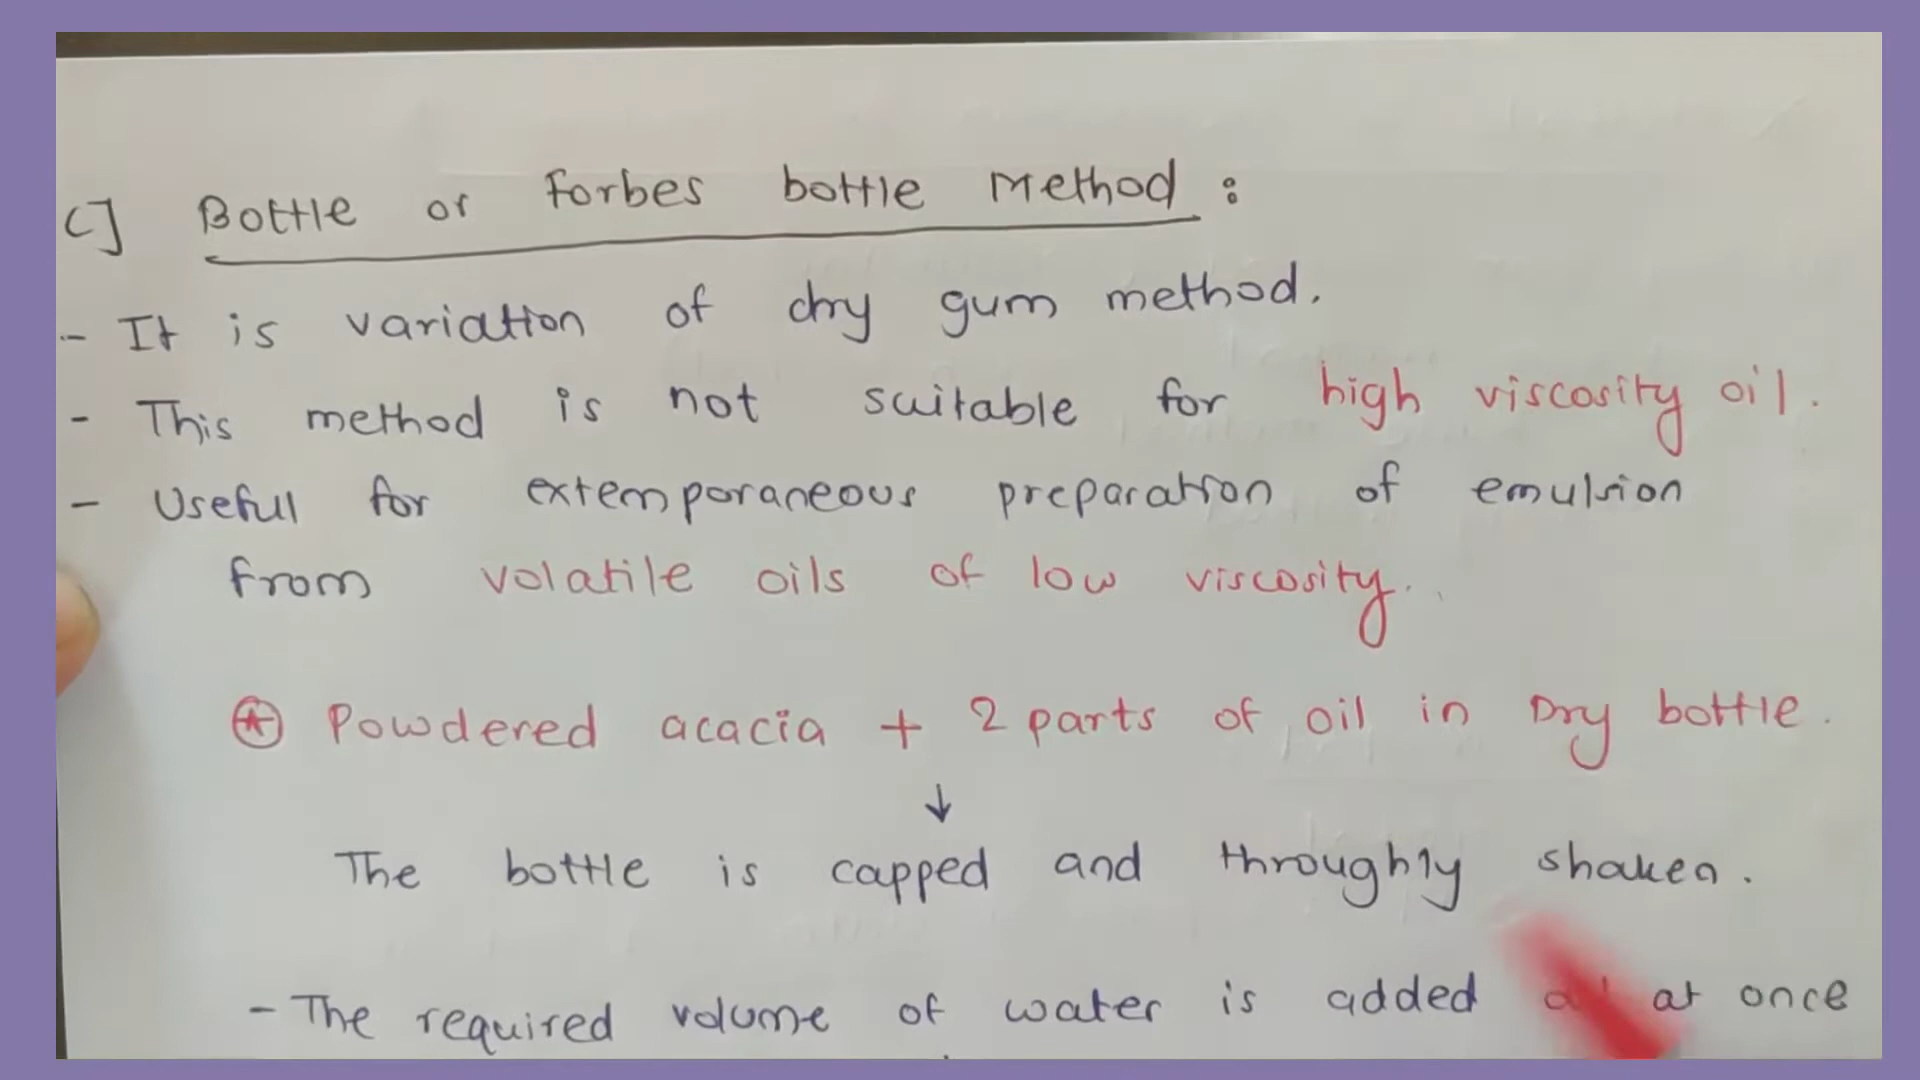 C] Bottle or Forbes bottle Method :
- It is variation of dry gum method.
- This method is not suitable for high viscosity oil.
- Useful for extemporaneous preparation of emulsion
from volatile oils of low viscosity.
★ Powdered acacia + 2 parts of oil in Dry bottle.
↓
The bottle is capped and throughly shaken.
- The required volume of water is added at once